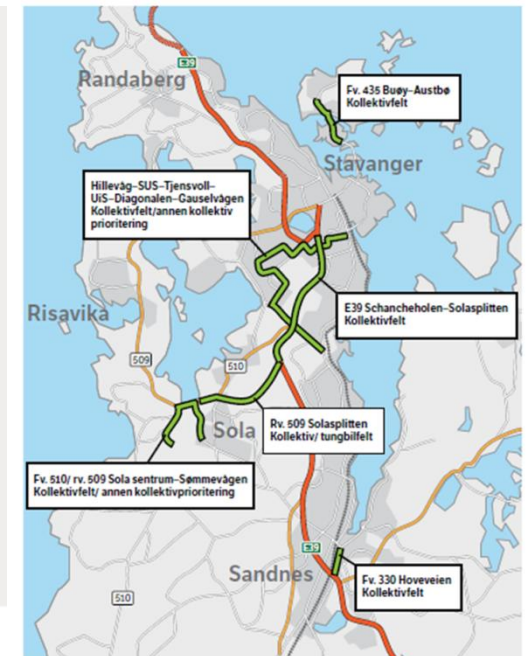 E39
Randaberg
Fv. 435 Buøy–Austbø
Kollektivfelt
Stavanger
Hillevåg–SUS–Tjensvoll–
UiS–Diagonalen–Gauselvågen
Kollektivfelt/annen kollektiv
prioritering
Risavika
E39 Schancheholen–Solasplitten
Kollektivfelt
509
510
Rv. 509 Solasplitten
Kollektiv/ tungbilfelt
Sola
Fv. 510/ rv. 509 Sola sentrum–Sømmevågen
Kollektivfelt/ annen kollektivprioritering
E39
Sandnes
Fv. 330 Hoveveien
Kollektivfelt
510